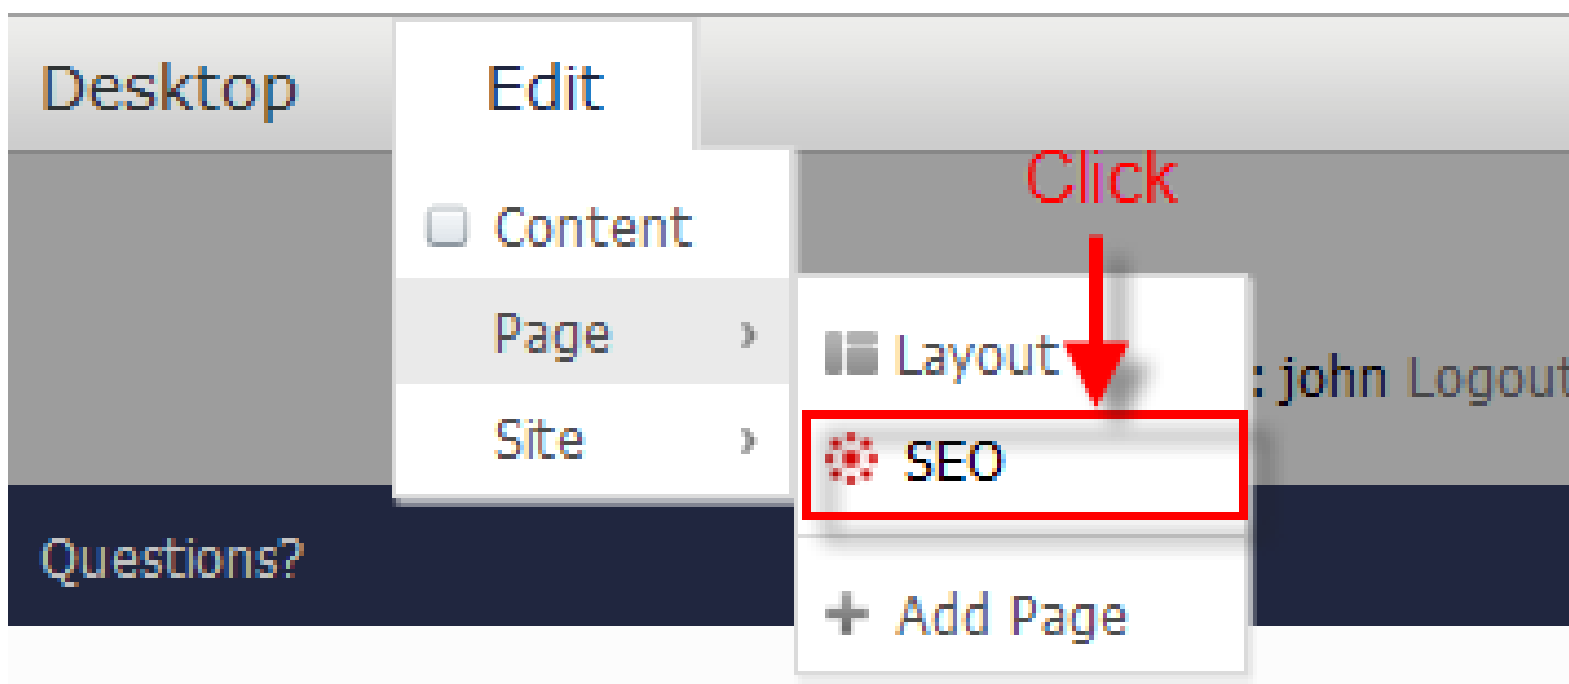 Desktop Edit
Click
Content
Page
Layout
: john Logout
Site
SEO
Questions?
Add Page